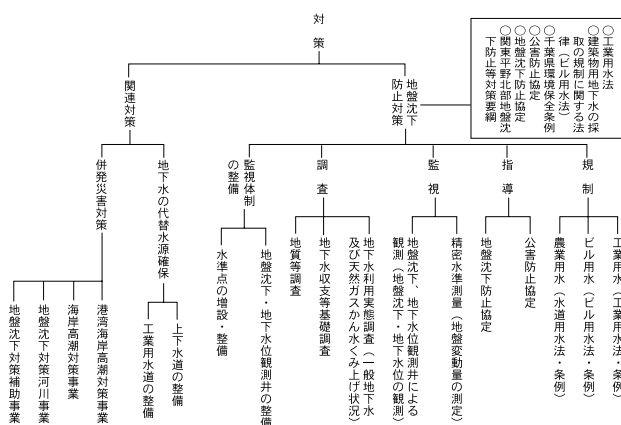 対策
○工業用水法
○建築物用地下水の採
取の規制に関する法
律（ビル用水法）
○千葉県環境保全条例
○公害防止協定
○地盤沈下防止協定
○関東平野北部地盤沈
下防止等対策要綱
地盤沈下
防止対策
関連対策
規制
指導
監視
調査
監視体制
の整備
地下水の代替水源確保
併発災害対策
工業用水（工業用水法・条例）
ビル用水（ビル用水法・条例）
農業用水（水道用水法・条例）
公害防止協定
地盤沈下防止協定
精密水準測量（地盤変動量の測定）
地盤沈下、地下水位観測井による
観測（地盤沈下・地下水位の観測）
地下水利用実態調査（一般地下水
及び天然ガスかん水くみ上げ状況）
地下水収支等基礎調査
地質等調査
地盤沈下・地下水位観測井の整備
水準点の増設・整備
上下水道の整備
工業用水道の整備
港湾海岸高潮対策事業
海岸高潮対策事業
地盤沈下対策河川事業
地盤沈下対策補助事業